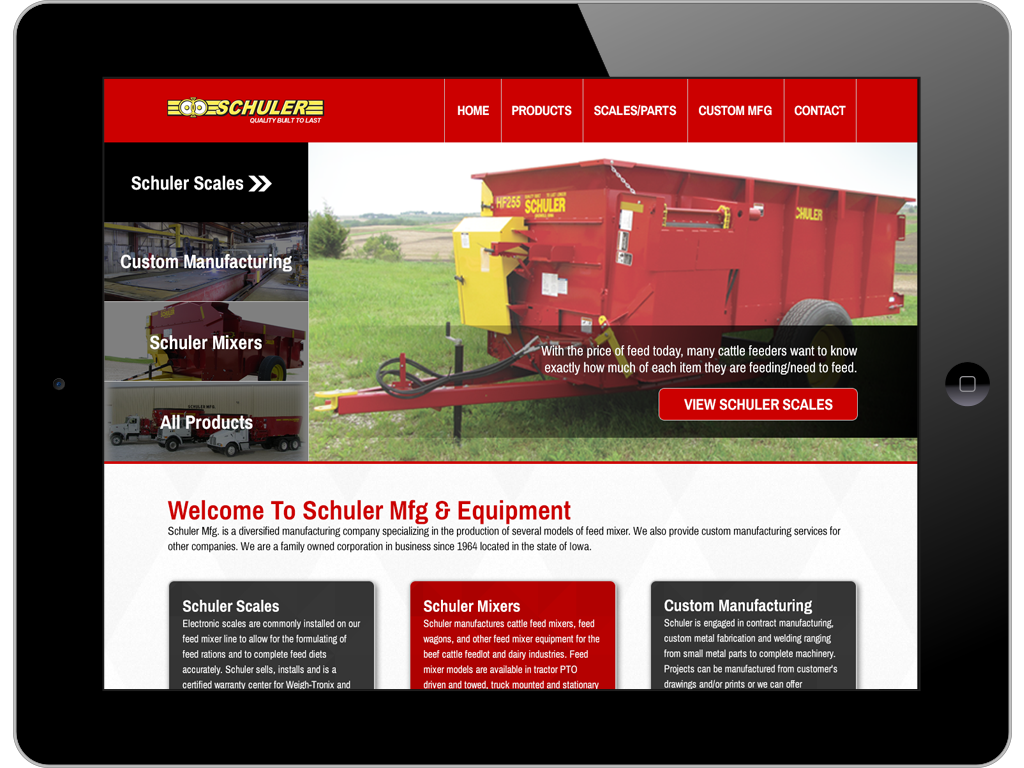 SCHULER
QUALITY BUILT TO LAST
HOME
PRODUCTS
SCALES/PARTS
CUSTOM MFG
CONTACT
Schuler Scales
Custom Manufacturing
Schuler Mixers
All Products
HF255
SCHULER
SCHULER
With the price of feed today, many cattle feeders want to know
exactly how much of each item they are feeding/need to feed.
VIEW SCHULER SCALES
Welcome To Schuler Mfg & Equipment
Schuler Mfg. is a diversified manufacturing company specializing in the production of several models of feed mixer. We also provide custom manufacturing services for
other companies. We are a family owned corporation in business since 1964 located in the state of Iowa.
Schuler Scales
Electronic scales are commonly installed on our
feed mixer line to allow for the formulating of
feed rations and to complete feed diets
accurately. Schuler sells, installs and is a
certified warranty center for Weigh-Tronix and
Schuler Mixers
Schuler manufactures cattle feed mixers, feed
wagons, and other feed mixer equipment for the
beef cattle feedlot and dairy industries. Feed
mixer models are available in tractor PTO
driven and towed, truck mounted and stationary
Custom Manufacturing
Schuler is engaged in contract manufacturing,
custom metal fabrication and welding ranging
from small metal parts to complete machinery.
Projects can be manufactured from customer's
drawings and/or prints or we can offer